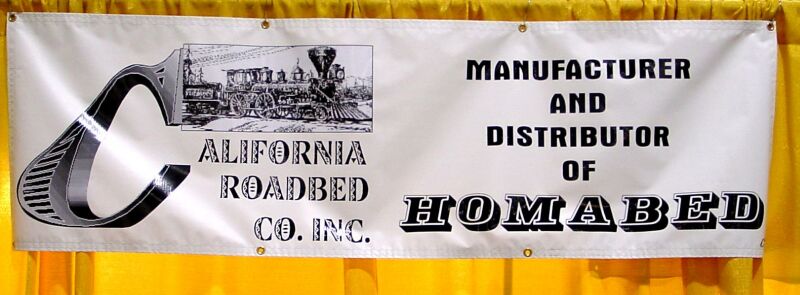 CALIFORNIA
ROADBED
CO. INC.
MANUFACTURER
AND
DISTRIBUTOR
OF
HOMABED